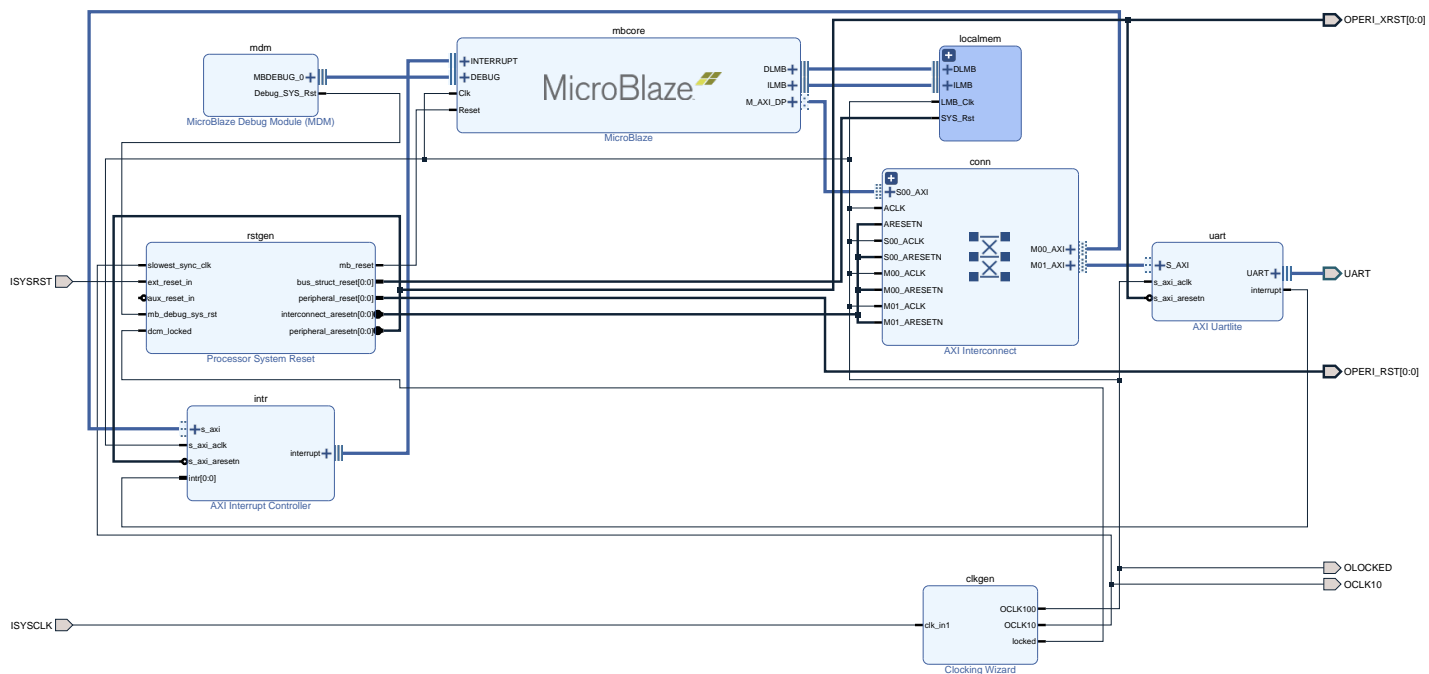 OPERI_XRST[0:0]
mdm
MBDEBUG_0
Debug_SYS_Rst
MicroBlaze Debug Module (MDM)
mbcore
INTERRUPT
DEBUG
Clk
Reset
MicroBlaze
DLMB
ILMB
M_AXI_DP
MicroBlaze
localmem
DLMB
ILMB
LMB_Clk
SYS_Rst
conn
S00_AXI
ACLK
ARESETN
S00_ACLK
S00_ARESETN
M00_ACLK
M00_ARESETN
M01_ACLK
M01_ARESETN
M00_AXI
M01_AXI
AXI Interconnect
rstgen
slowest_sync_clk
ext_reset_in
aux_reset_in
mb_debug_sys_rst
dcm_locked
mb_reset
bus_struct_reset[0:0]
peripheral_reset[0:0]
interconnect_aresetn[0:0]
peripheral_aresetn[0:0]
Processor System Reset
ISYSRST
uart
S_AXI
s_axi_aclk
s_axi_aresetn
UART
interrupt
AXI Uartlite
UART
OPERI_RST[0:0]
intr
s_axi
s_axi_aclk
s_axi_aresetn
intr[0:0]
interrupt
AXI Interrupt Controller
OLOCKED
OCLK10
clkgen
clk_in1
OCLK100
OCLK10
locked
Clocking Wizard
ISYSCLK